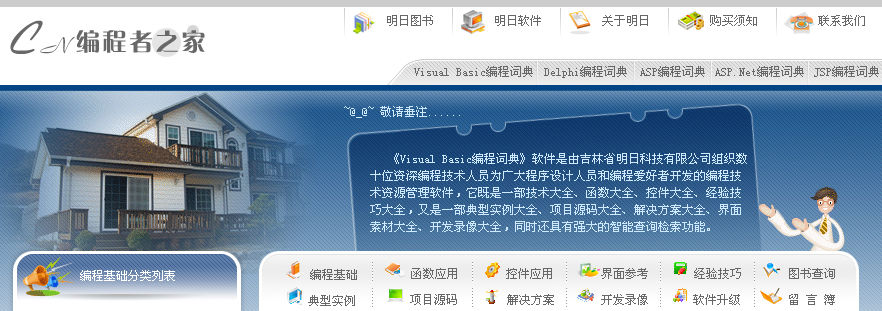 CN编程者之家
明日图书 明日软件 关于明日 购买须知 联系我们
Visual Basic编程词典 Delphi编程词典 ASP编程词典 ASP.Net编程词典 JSP编程词典
~@_@~ 敬请垂注......
《Visual Basic编程词典》软件是由吉林省明日科技有限公司组织数
十位资深编程技术人员为广大程序设计人员和编程爱好者开发的编程技
术资源管理软件，它既是一部技术大全、函数大全、控件大全、经验技
巧大全，又是一部典型实例大全、项目源码大全、解决方案大全、界面
素材大全、开发录像大全，同时还具有强大的智能查询检索功能。
编程基础分类列表
编程基础 函数应用 控件应用 界面参考 经验技巧 图书查询
典型实例 项目源码 解决方案 开发录像 软件升级 留 言 簿